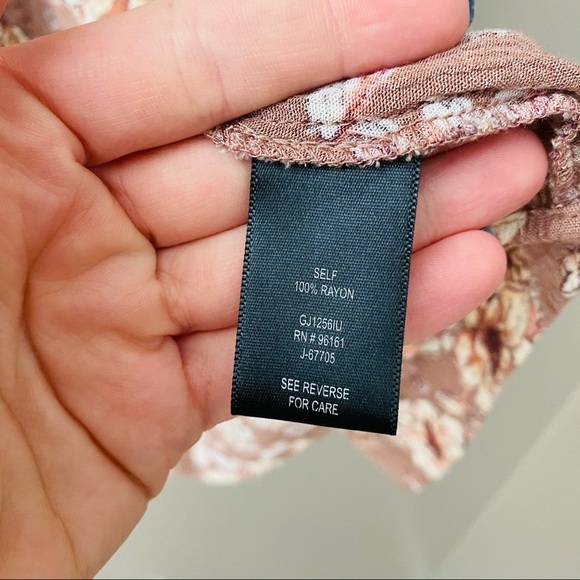 SELF
100% RAYON
GJ1256IU
RN # 96161
J-67705
SEE REVERSE
FOR CARE